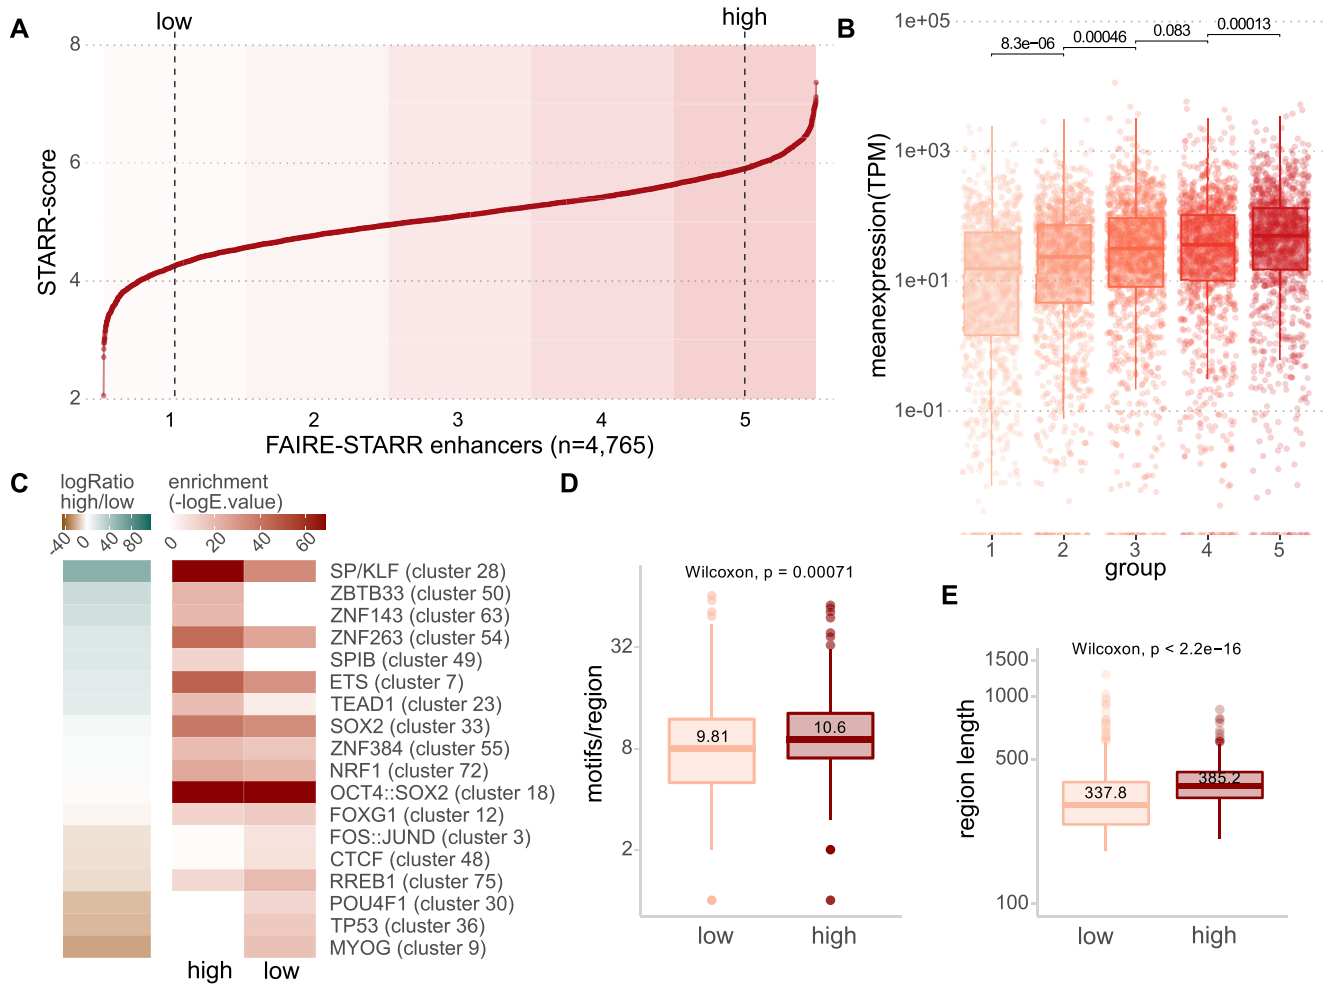 A
low
high
8
6
4
2
STARR-score
1
2
3
4
5
FAIRE-STARR enhancers (n=4,765)
B
1e+05
1e+03
1e+01
1e-01
meanexpression(TPM)
8.3e−06
0.00046
0.083
0.00013
1
2
3
4
5
group
C
logRatio
high/low
-40
0
40
80
enrichment
(-logE.value)
0
20
40
60
SP/KLF (cluster 28)
ZBTB33 (cluster 50)
ZNF143 (cluster 63)
ZNF263 (cluster 54)
SPIB (cluster 49)
ETS (cluster 7)
TEAD1 (cluster 23)
SOX2 (cluster 33)
ZNF384 (cluster 55)
NRF1 (cluster 72)
OCT4::SOX2 (cluster 18)
FOXG1 (cluster 12)
FOS::JUND (cluster 3)
CTCF (cluster 48)
RREB1 (cluster 75)
POU4F1 (cluster 30)
TP53 (cluster 36)
MYOG (cluster 9)
high
low
D
Wilcoxon, p = 0.00071
motifs/region
32
8
2
9.81
10.6
low
high
E
Wilcoxon, p < 2.2e−16
region length
1500
1000
500
100
337.8
385.2
low
high